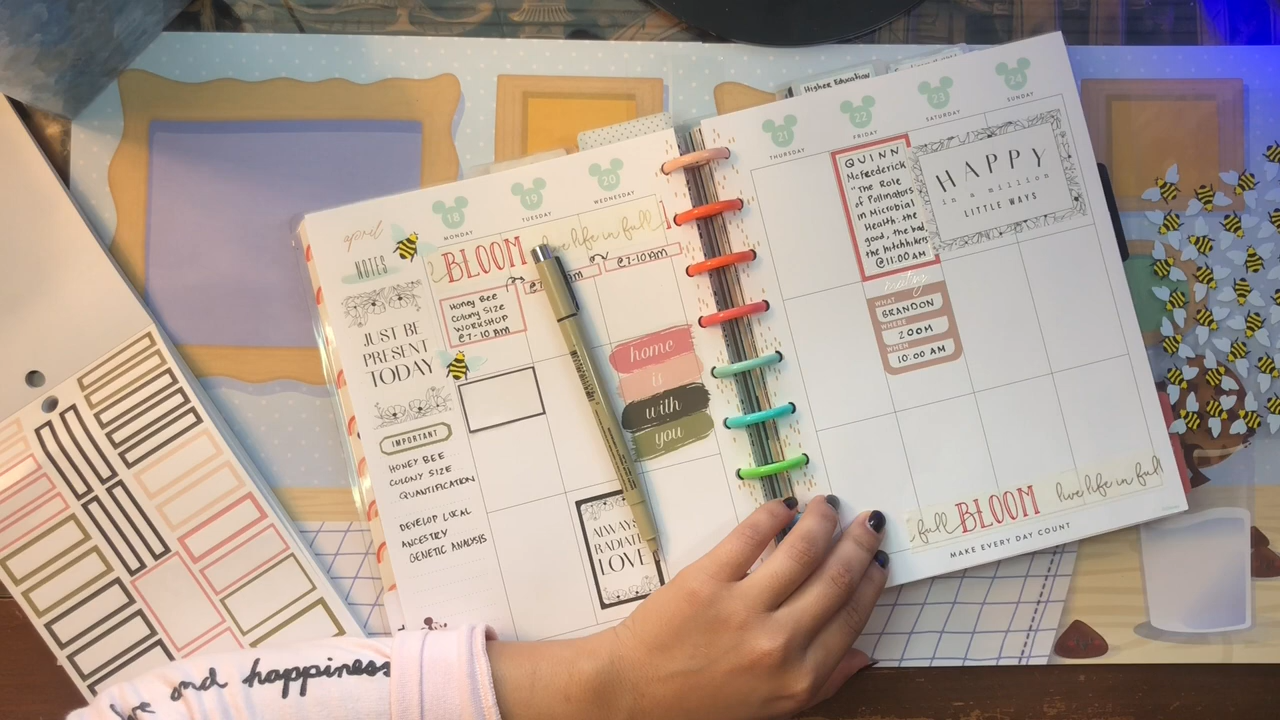 april
NOTES
JUST BE
PRESENT
TODAY
IMPORTANT
HONEY BEE
COLONY SIZE
QUANTIFICATION
DEVELOP LOCAL
ANCESTRY
GENETIC ANALYSIS
18
MONDAY
19
TUESDAY
20
WEDNESDAY
BLOOM
live life in full
Honey Bee
Colony Size
WORKSHOP
@7-10 AM
@7-10AM
home
is
with
you
ALWAYS
RADIATE
LOVE
Higher Education
21
THURSDAY
22
FRIDAY
23
SATURDAY
24
SUNDAY
QUINN
McFrederick
"The Role
of Pollinators
in Microbial
Health: the
good, the bad,
the hitchhikers
@11:00 AM
HAPPY
in a million
LITTLE WAYS
meeting
WHAT
BRANDON
WHERE
ZOOM
WHEN
10:00 AM
full BLOOM live life in full
MAKE EVERY DAY COUNT
and happiness